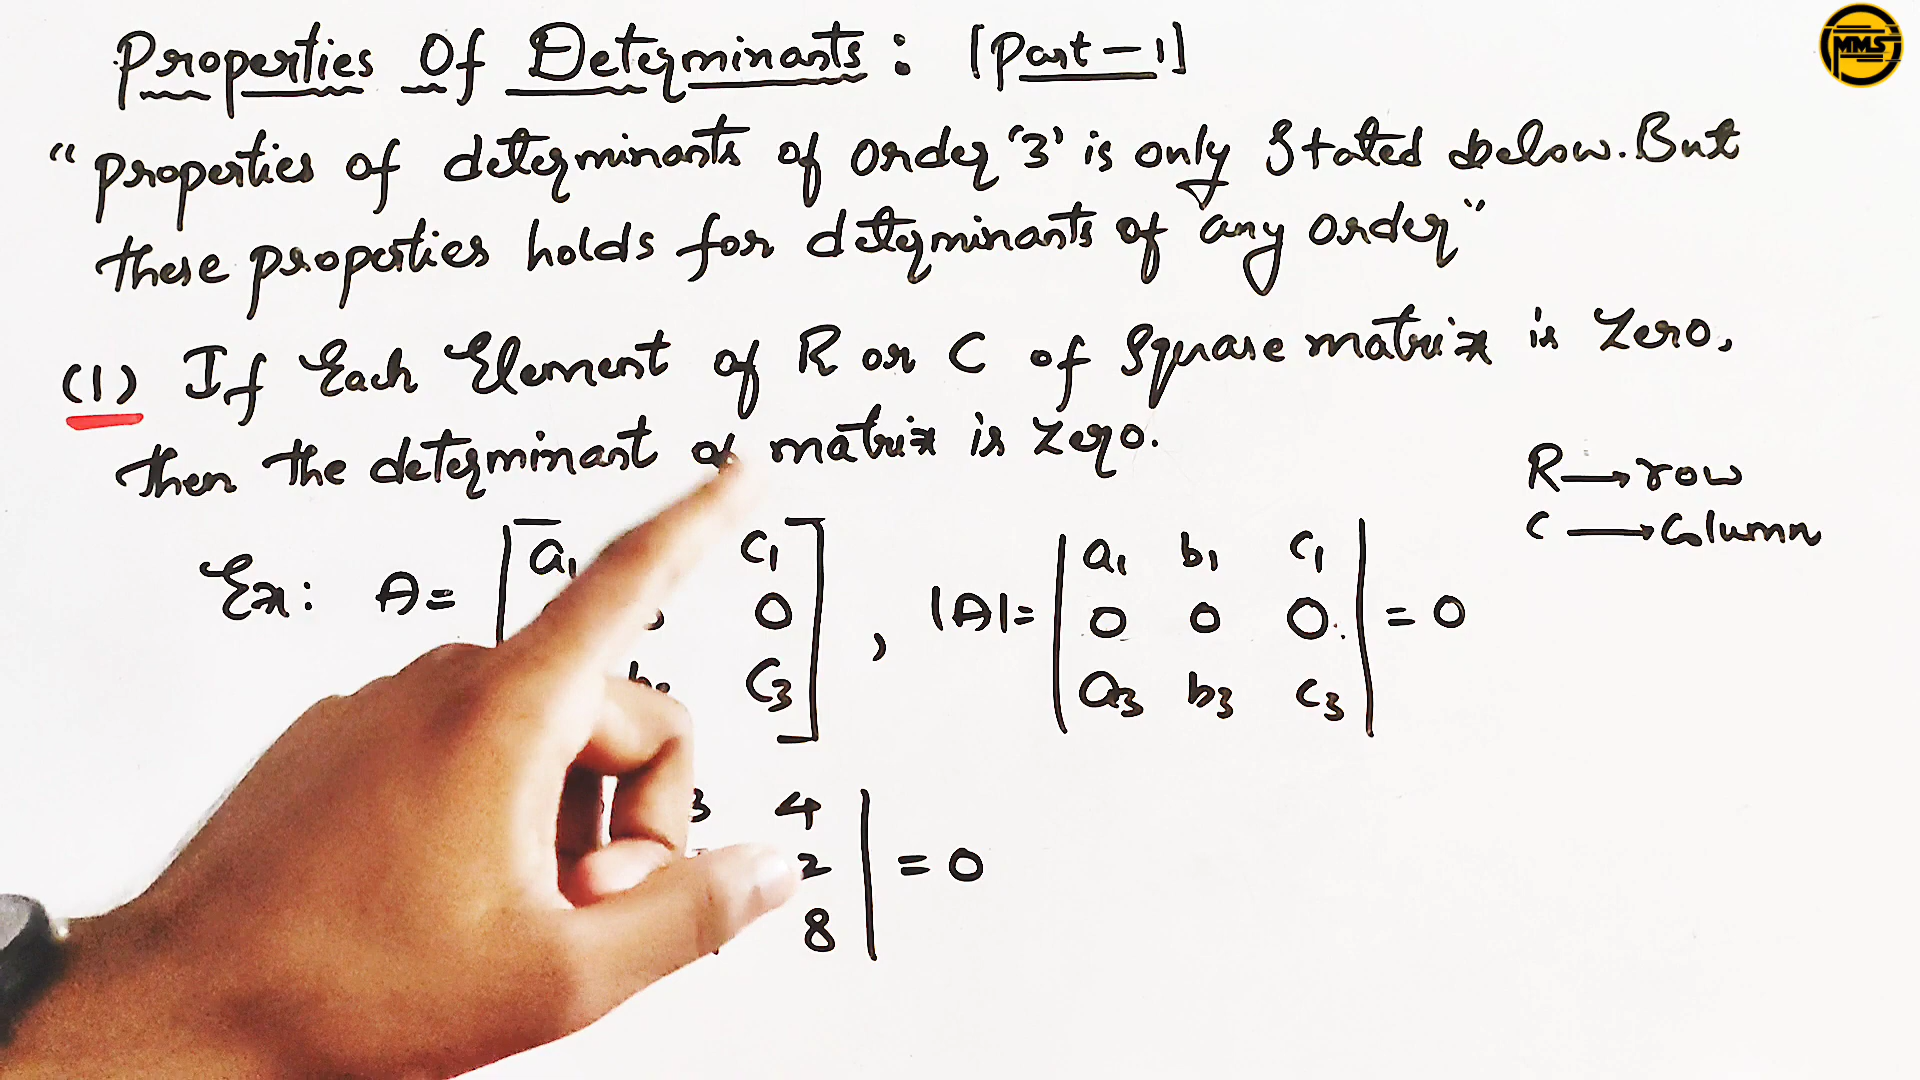 Properties Of Determinants : [Part-1]
MMS
"Properties of determinants of order '3' is only Stated below. But
these properties holds for determinants of any order"
(1) If Each Element of R or C of Square matrix is Zero,
then the determinant of matrix is Zero.
R → row
C → Column
Ex: A = [ a1 c1
0
C3 ] , |A| = | a1 b1 c1 |
| 0 0 0 | = 0
| a3 b3 c3 |
3 4
2 | = 0
8